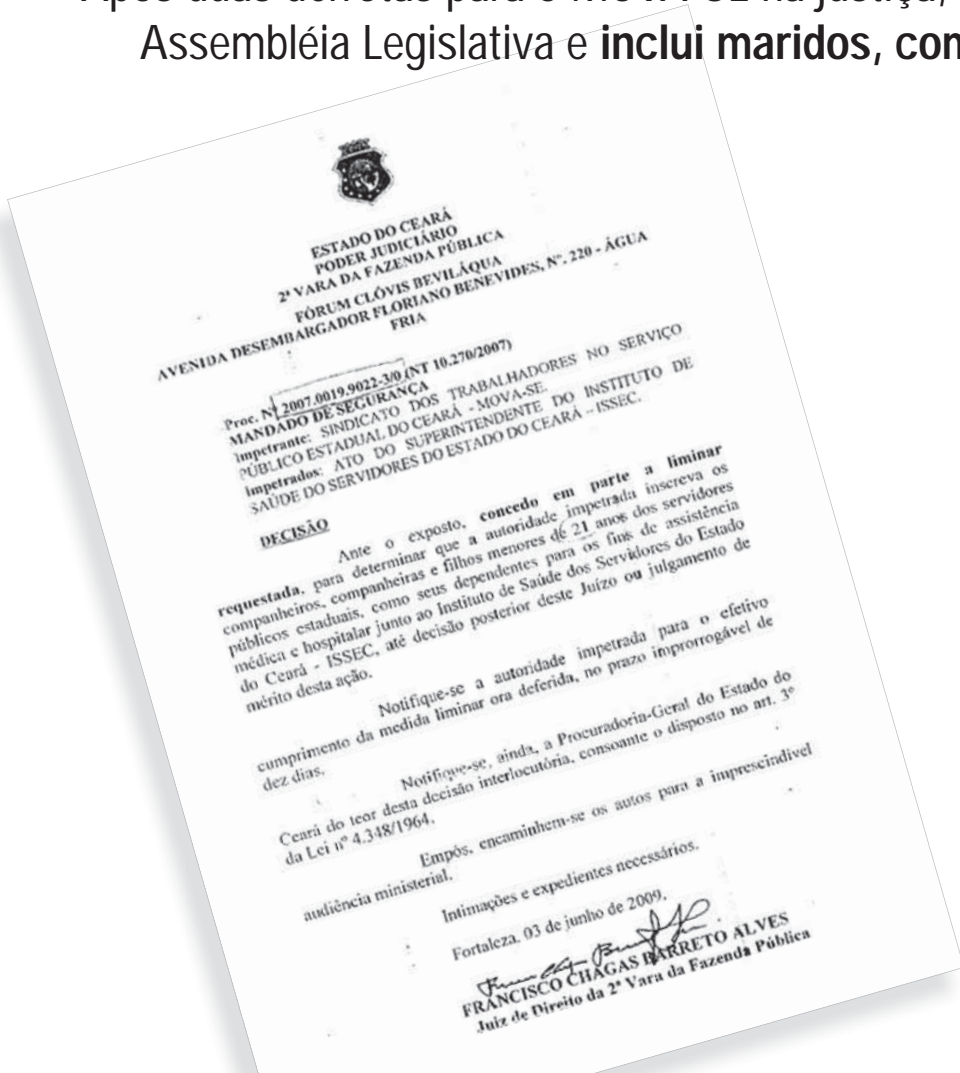 Após duas derrotas para o MOVA-SE na justiça,
Assembléia Legislativa e inclui maridos, con
ESTADO DO CEARÁ
PODER JUDICIÁRIO
2ª VARA DA FAZENDA PÚBLICA
FÓRUM CLÓVIS BEVILÁQUA
AVENIDA DESEMBARGADOR FLORIANO BENEVIDES, Nº. 220 - ÁGUA
FRIA
Proc. Nº 2007.0019.9022-3/0 (NT 10.270/2007)
MANDADO DE SEGURANÇA
Impetrante: SINDICATO DOS TRABALHADORES NO SERVIÇO
PÚBLICO ESTADUAL DO CEARÁ - MOVA-SE.
Impetrados: ATO DO SUPERINTENDENTE DO INSTITUTO DE
SAÚDE DO SERVIDORES DO ESTADO DO CEARÁ – ISSEC.
DECISÃO
Ante o exposto, concedo em parte a liminar
requestada, para determinar que a autoridade impetrada inscreva os
companheiros, companheiras e filhos menores de 21 anos dos servidores
públicos estaduais, como seus dependentes para os fins de assistência
médica e hospitalar junto ao Instituto de Saúde dos Servidores do Estado
do Ceará - ISSEC, até decisão posterior deste Juízo ou julgamento de
mérito desta ação.
Notifique-se a autoridade impetrada para o efetivo
cumprimento da medida liminar ora deferida, no prazo improrrogável de
dez dias.
Notifique-se, ainda, a Procuradoria-Geral do Estado do
Ceará do teor desta decisão interlocutória, consoante o disposto no art. 3º
da Lei nº 4.348/1964.
Empós, encaminhem-se os autos para a imprescindível
audiência ministerial.
Intimações e expedientes necessários.
Fortaleza, 03 de junho de 2009.
FRANCISCO CHAGAS BARRETO ALVES
Juiz de Direito da 2ª Vara da Fazenda Pública